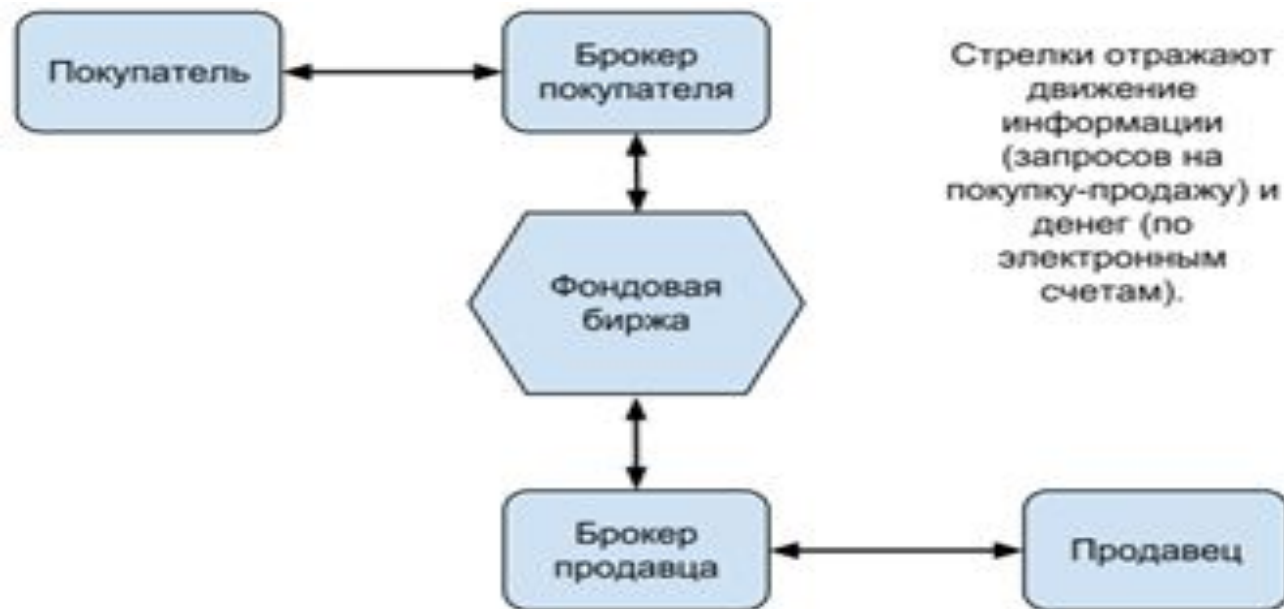 Покупатель
Брокер
покупателя
Стрелки отражают
движение
информации
(запросов на
покупку-продажу) и
денег (по
электронным
счетам).
Фондовая
биржа
Брокер
продавца
Продавец